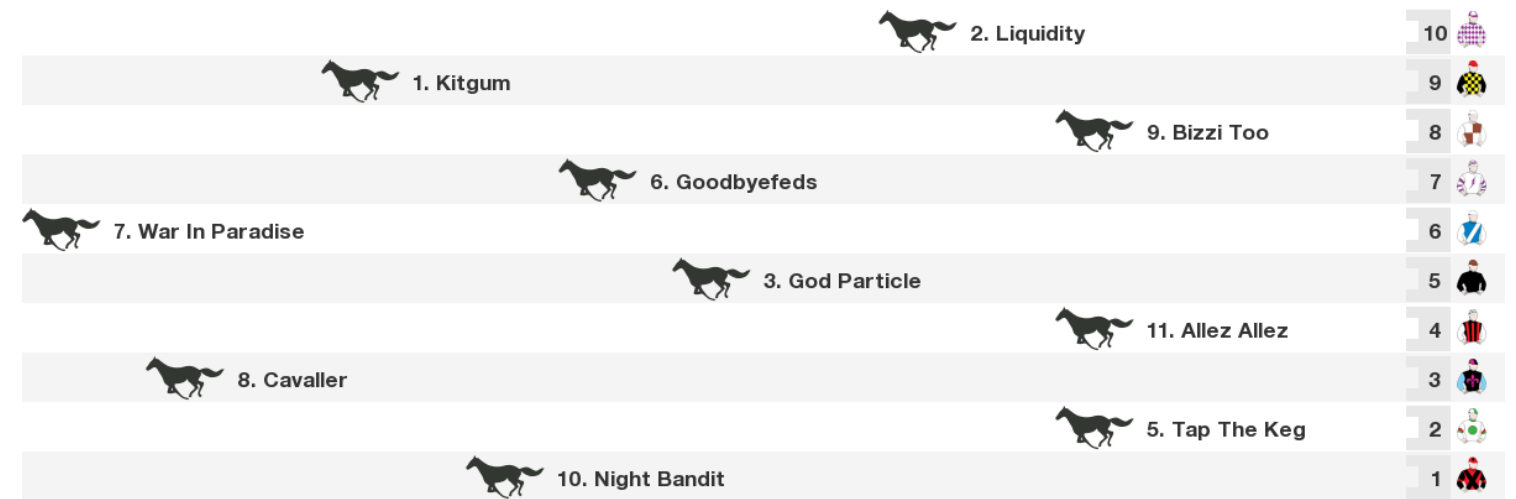 2. Liquidity 10
1. Kitgum 9
9. Bizzi Too 8
6. Goodbyefeds 7
7. War In Paradise 6
3. God Particle 5
11. Allez Allez 4
8. Cavaller 3
5. Tap The Keg 2
10. Night Bandit 1